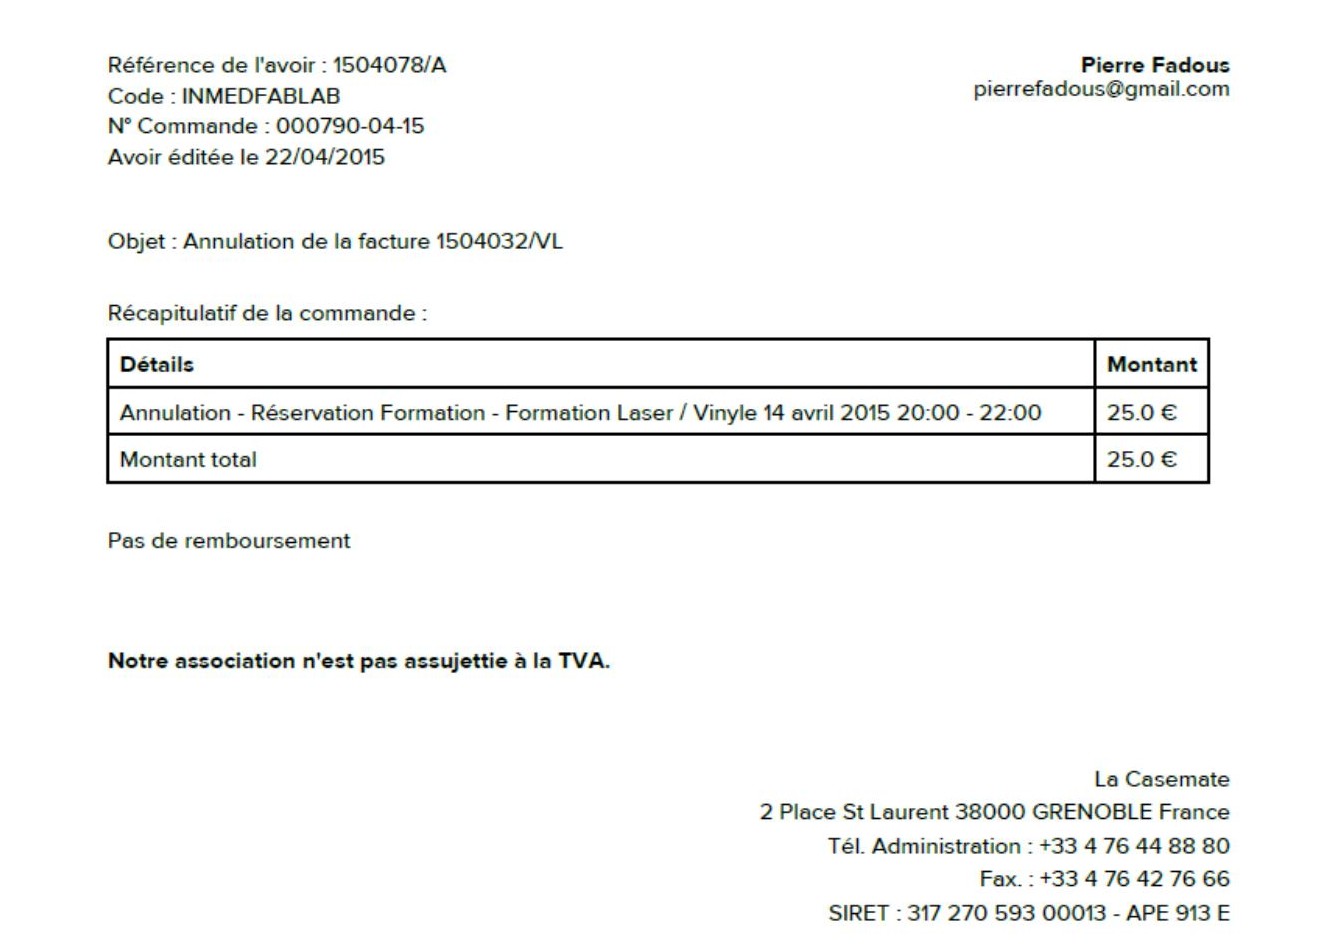 Référence de l'avoir : 1504078/A
Code : INMEDFABLAB
N° Commande : 000790-04-15
Avoir éditée le 22/04/2015
Pierre Fadous
pierrefadous@gmail.com
Objet : Annulation de la facture 1504032/VL
Récapitulatif de la commande :
Détails Montant
Annulation - Réservation Formation - Formation Laser / Vinyle 14 avril 2015 20:00 - 22:00 25.0 €
Montant total 25.0 €
Pas de remboursement
Notre association n'est pas assujettie à la TVA.
La Casemate
2 Place St Laurent 38000 GRENOBLE France
Tél. Administration : +33 4 76 44 88 80
Fax. : +33 4 76 42 76 66
SIRET : 317 270 593 00013 - APE 913 E